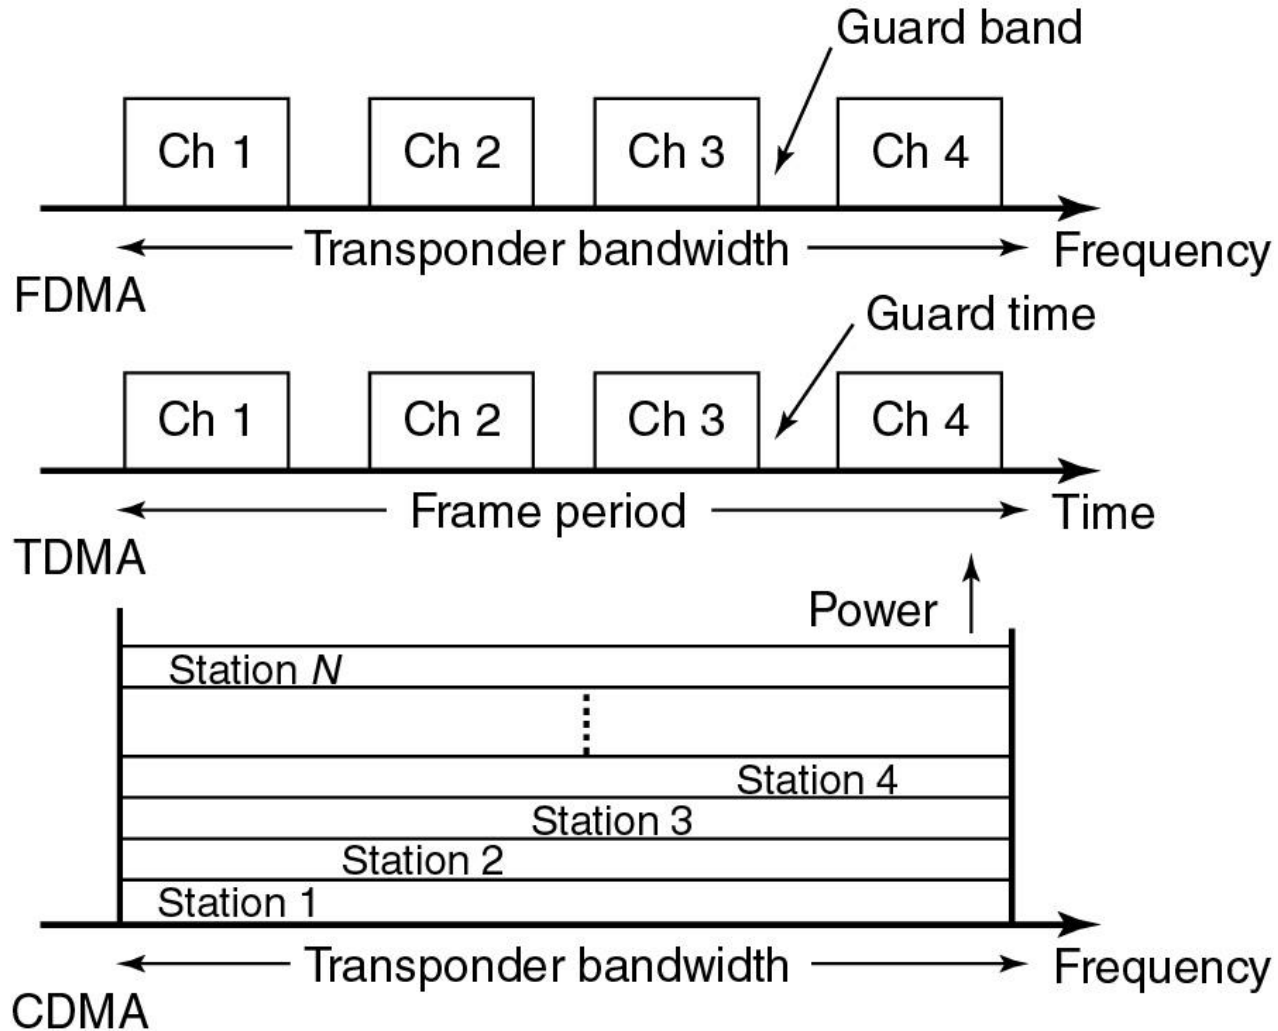 Guard band
Ch 1 Ch 2 Ch 3 Ch 4
Transponder bandwidth Frequency
FDMA
Guard time
Ch 1 Ch 2 Ch 3 Ch 4
Frame period Time
TDMA
Power
Station N
Station 4
Station 3
Station 2
Station 1
Transponder bandwidth Frequency
CDMA